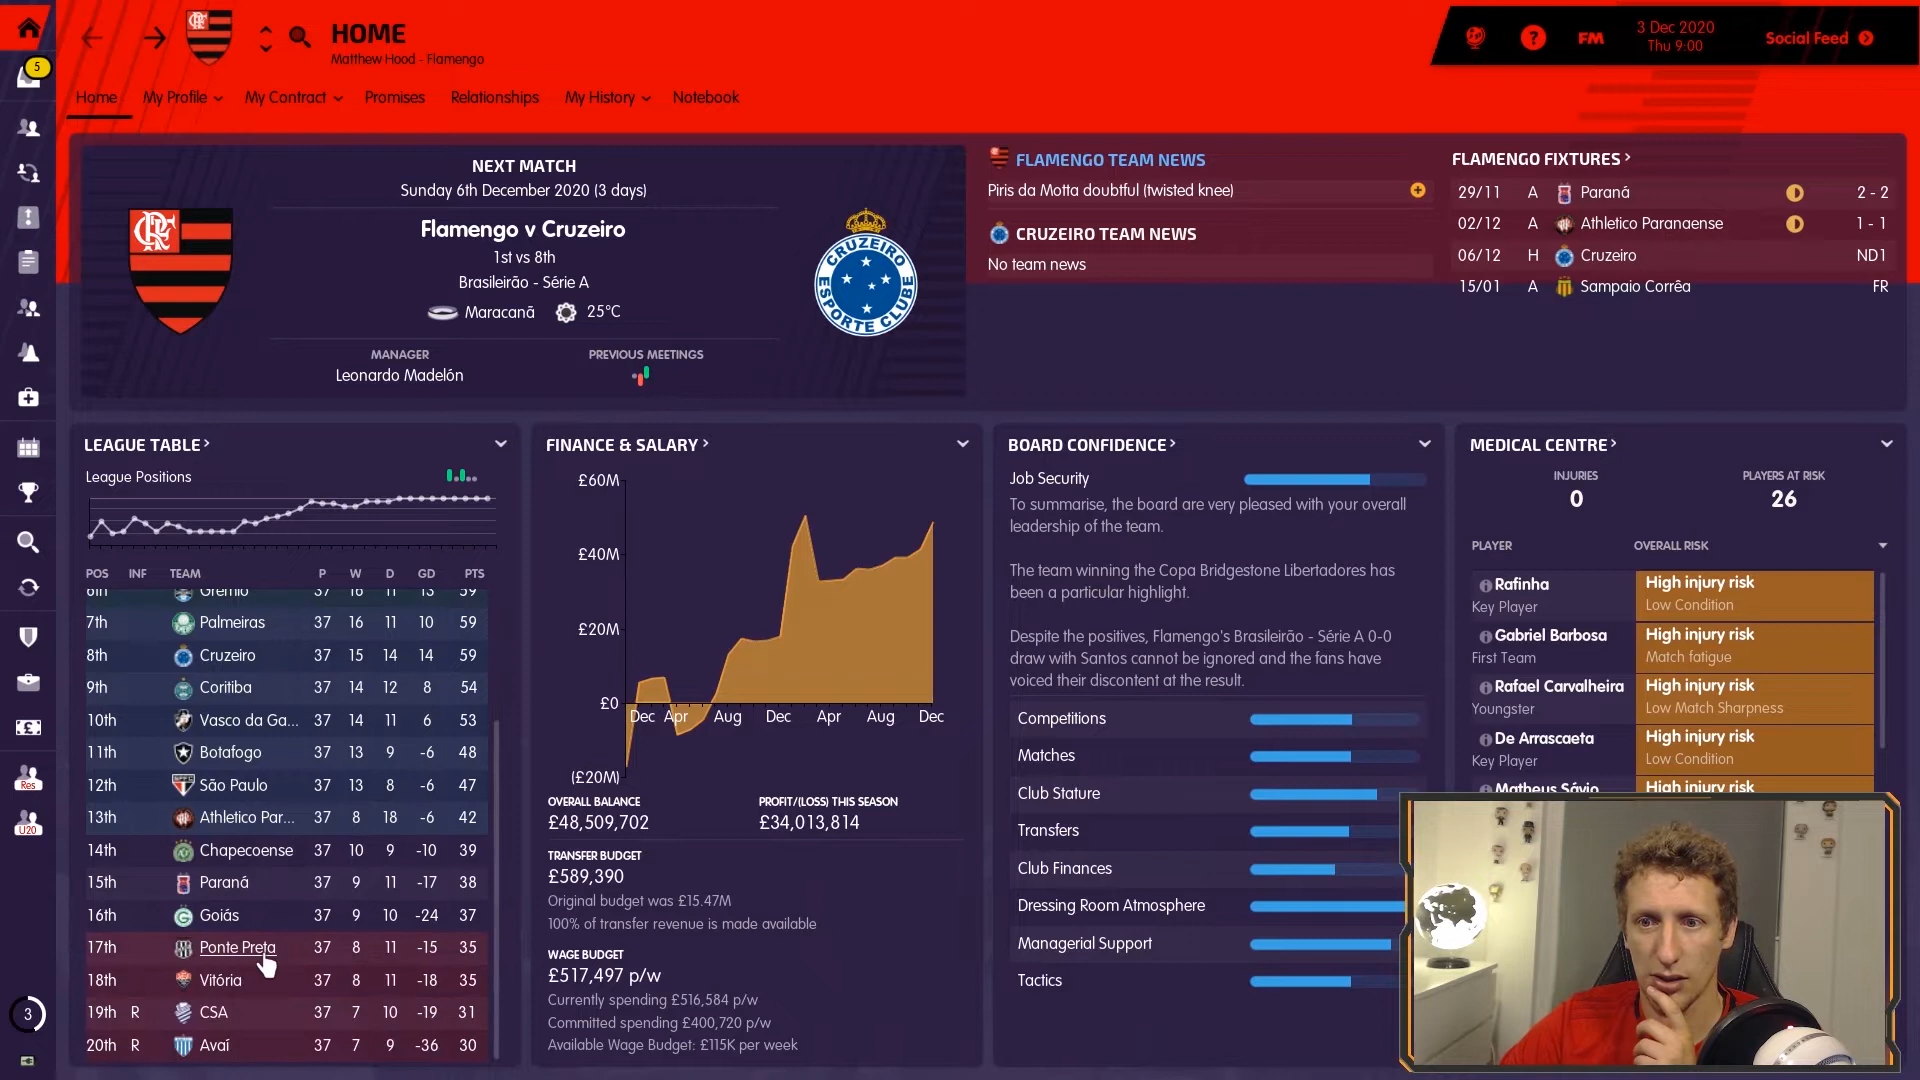 5
HOME
Matthew Hood - Flamengo
FM
3 Dec 2020
Thu 9:00
Social Feed
Home
My Profile
My Contract
Promises
Relationships
My History
Notebook
NEXT MATCH
Sunday 6th December 2020 (3 days)
Flamengo v Cruzeiro
1st vs 8th
Brasileirão - Série A
Maracanã 25°C
MANAGER
Leonardo Madelón
PREVIOUS MEETINGS
CRUZEIRO
ESPORTE CLUBE
FLAMENGO TEAM NEWS
Piris da Motta doubtful (twisted knee)
CRUZEIRO TEAM NEWS
No team news
FLAMENGO FIXTURES
29/11 A Paraná 2 - 2
02/12 A Athletico Paranaense 1 - 1
06/12 H Cruzeiro ND1
15/01 A Sampaio Corrêa FR
LEAGUE TABLE
League Positions
POS INF TEAM P W D GD PTS
6th Grêmio 37 16 11 13 59
7th Palmeiras 37 16 11 10 59
8th Cruzeiro 37 15 14 14 59
9th Coritiba 37 14 12 8 54
10th Vasco da Ga... 37 14 11 6 53
11th Botafogo 37 13 9 -6 48
12th São Paulo 37 13 8 -6 47
13th Athletico Par... 37 8 18 -6 42
14th Chapecoense 37 10 9 -10 39
15th Paraná 37 9 11 -17 38
16th Goiás 37 9 10 -24 37
17th Ponte Preta 37 8 11 -15 35
18th Vitória 37 8 11 -18 35
19th R CSA 37 7 10 -19 31
20th R Avaí 37 7 9 -36 30
FINANCE & SALARY
£60M
£40M
£20M
£0
(£20M)
Dec Apr Aug Dec Apr Aug Dec
OVERALL BALANCE
£48,509,702
PROFIT/(LOSS) THIS SEASON
£34,013,814
TRANSFER BUDGET
£589,390
Original budget was £15.47M
100% of transfer revenue is made available
WAGE BUDGET
£517,497 p/w
Currently spending £516,584 p/w
Committed spending £400,720 p/w
Available Wage Budget: £115K per week
BOARD CONFIDENCE
Job Security
To summarise, the board are very pleased with your overall
leadership of the team.
The team winning the Copa Bridgestone Libertadores has
been a particular highlight.
Despite the positives, Flamengo's Brasileirão - Série A 0-0
draw with Santos cannot be ignored and the fans have
voiced their discontent at the result.
Competitions
Matches
Club Stature
Transfers
Club Finances
Dressing Room Atmosphere
Managerial Support
Tactics
MEDICAL CENTRE
INJURIES
0
PLAYERS AT RISK
26
PLAYER OVERALL RISK
Rafinha High injury risk
Key Player Low Condition
Gabriel Barbosa High injury risk
First Team Match fatigue
Rafael Carvalheira High injury risk
Youngster Low Match Sharpness
De Arrascaeta High injury risk
Key Player Low Condition
Matheus Sávio High injury risk
Res
U20
3